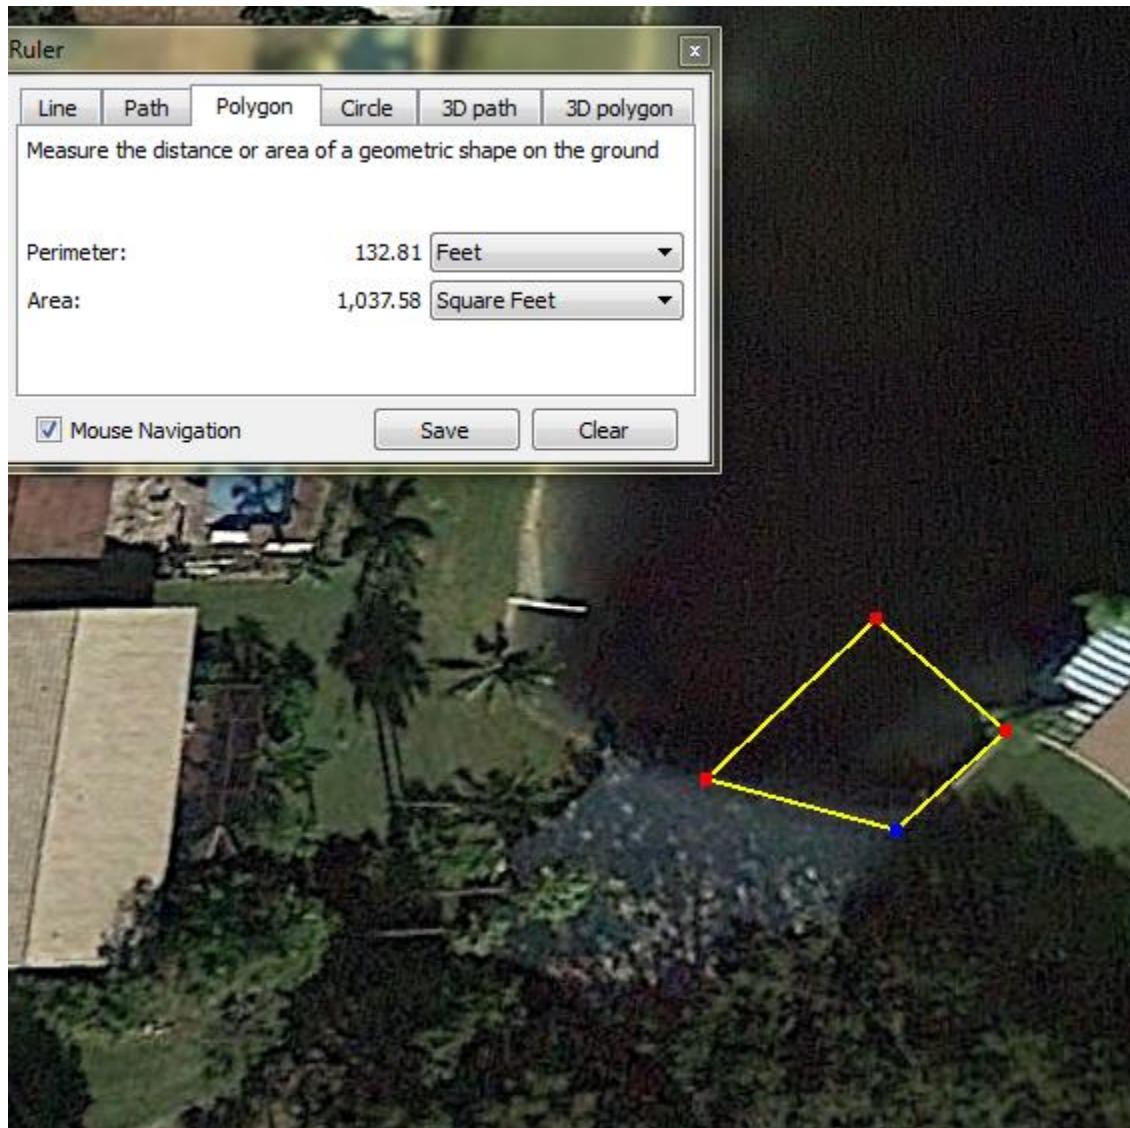 Ruler
x
Line Path Polygon Circle 3D path 3D polygon
Measure the distance or area of a geometric shape on the ground
Perimeter: 132.81 Feet
Area: 1,037.58 Square Feet
Mouse Navigation Save Clear